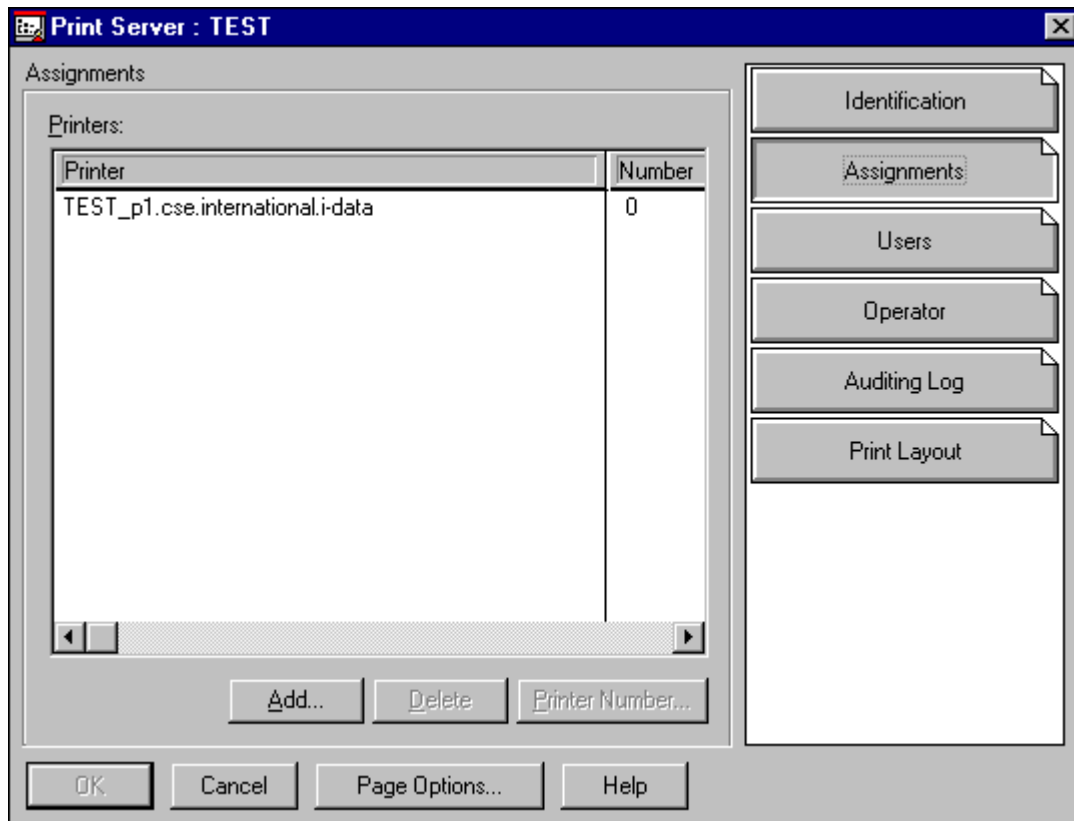 Print Server : TEST
Assignments
Printers:
Printer Number
TEST_p1.cse.international.i-data 0
Add... Delete Printer Number...
OK Cancel Page Options... Help
Identification
Assignments
Users
Operator
Auditing Log
Print Layout